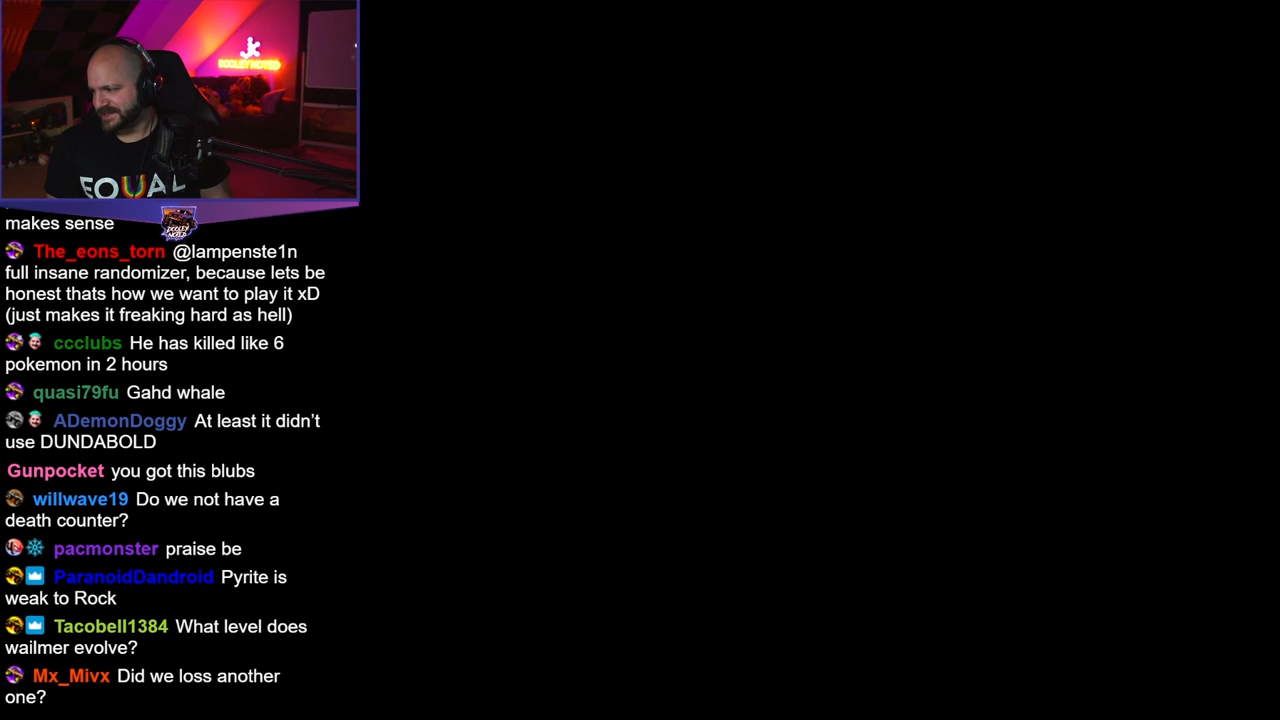 jc
DOOLEYNOTED
EQUAL
DOOLEY
NOTED
makes sense
The_eons_torn @lampenste1n
full insane randomizer, because lets be
honest thats how we want to play it xD
(just makes it freaking hard as hell)
ccclubs He has killed like 6
pokemon in 2 hours
quasi79fu Gahd whale
ADemonDoggy At least it didn’t
use DUNDABOLD
Gunpocket you got this blubs
willwave19 Do we not have a
death counter?
pacmonster praise be
ParanoidDandroid Pyrite is
weak to Rock
Tacobell1384 What level does
wailmer evolve?
Mx_Mivx Did we loss another
one?